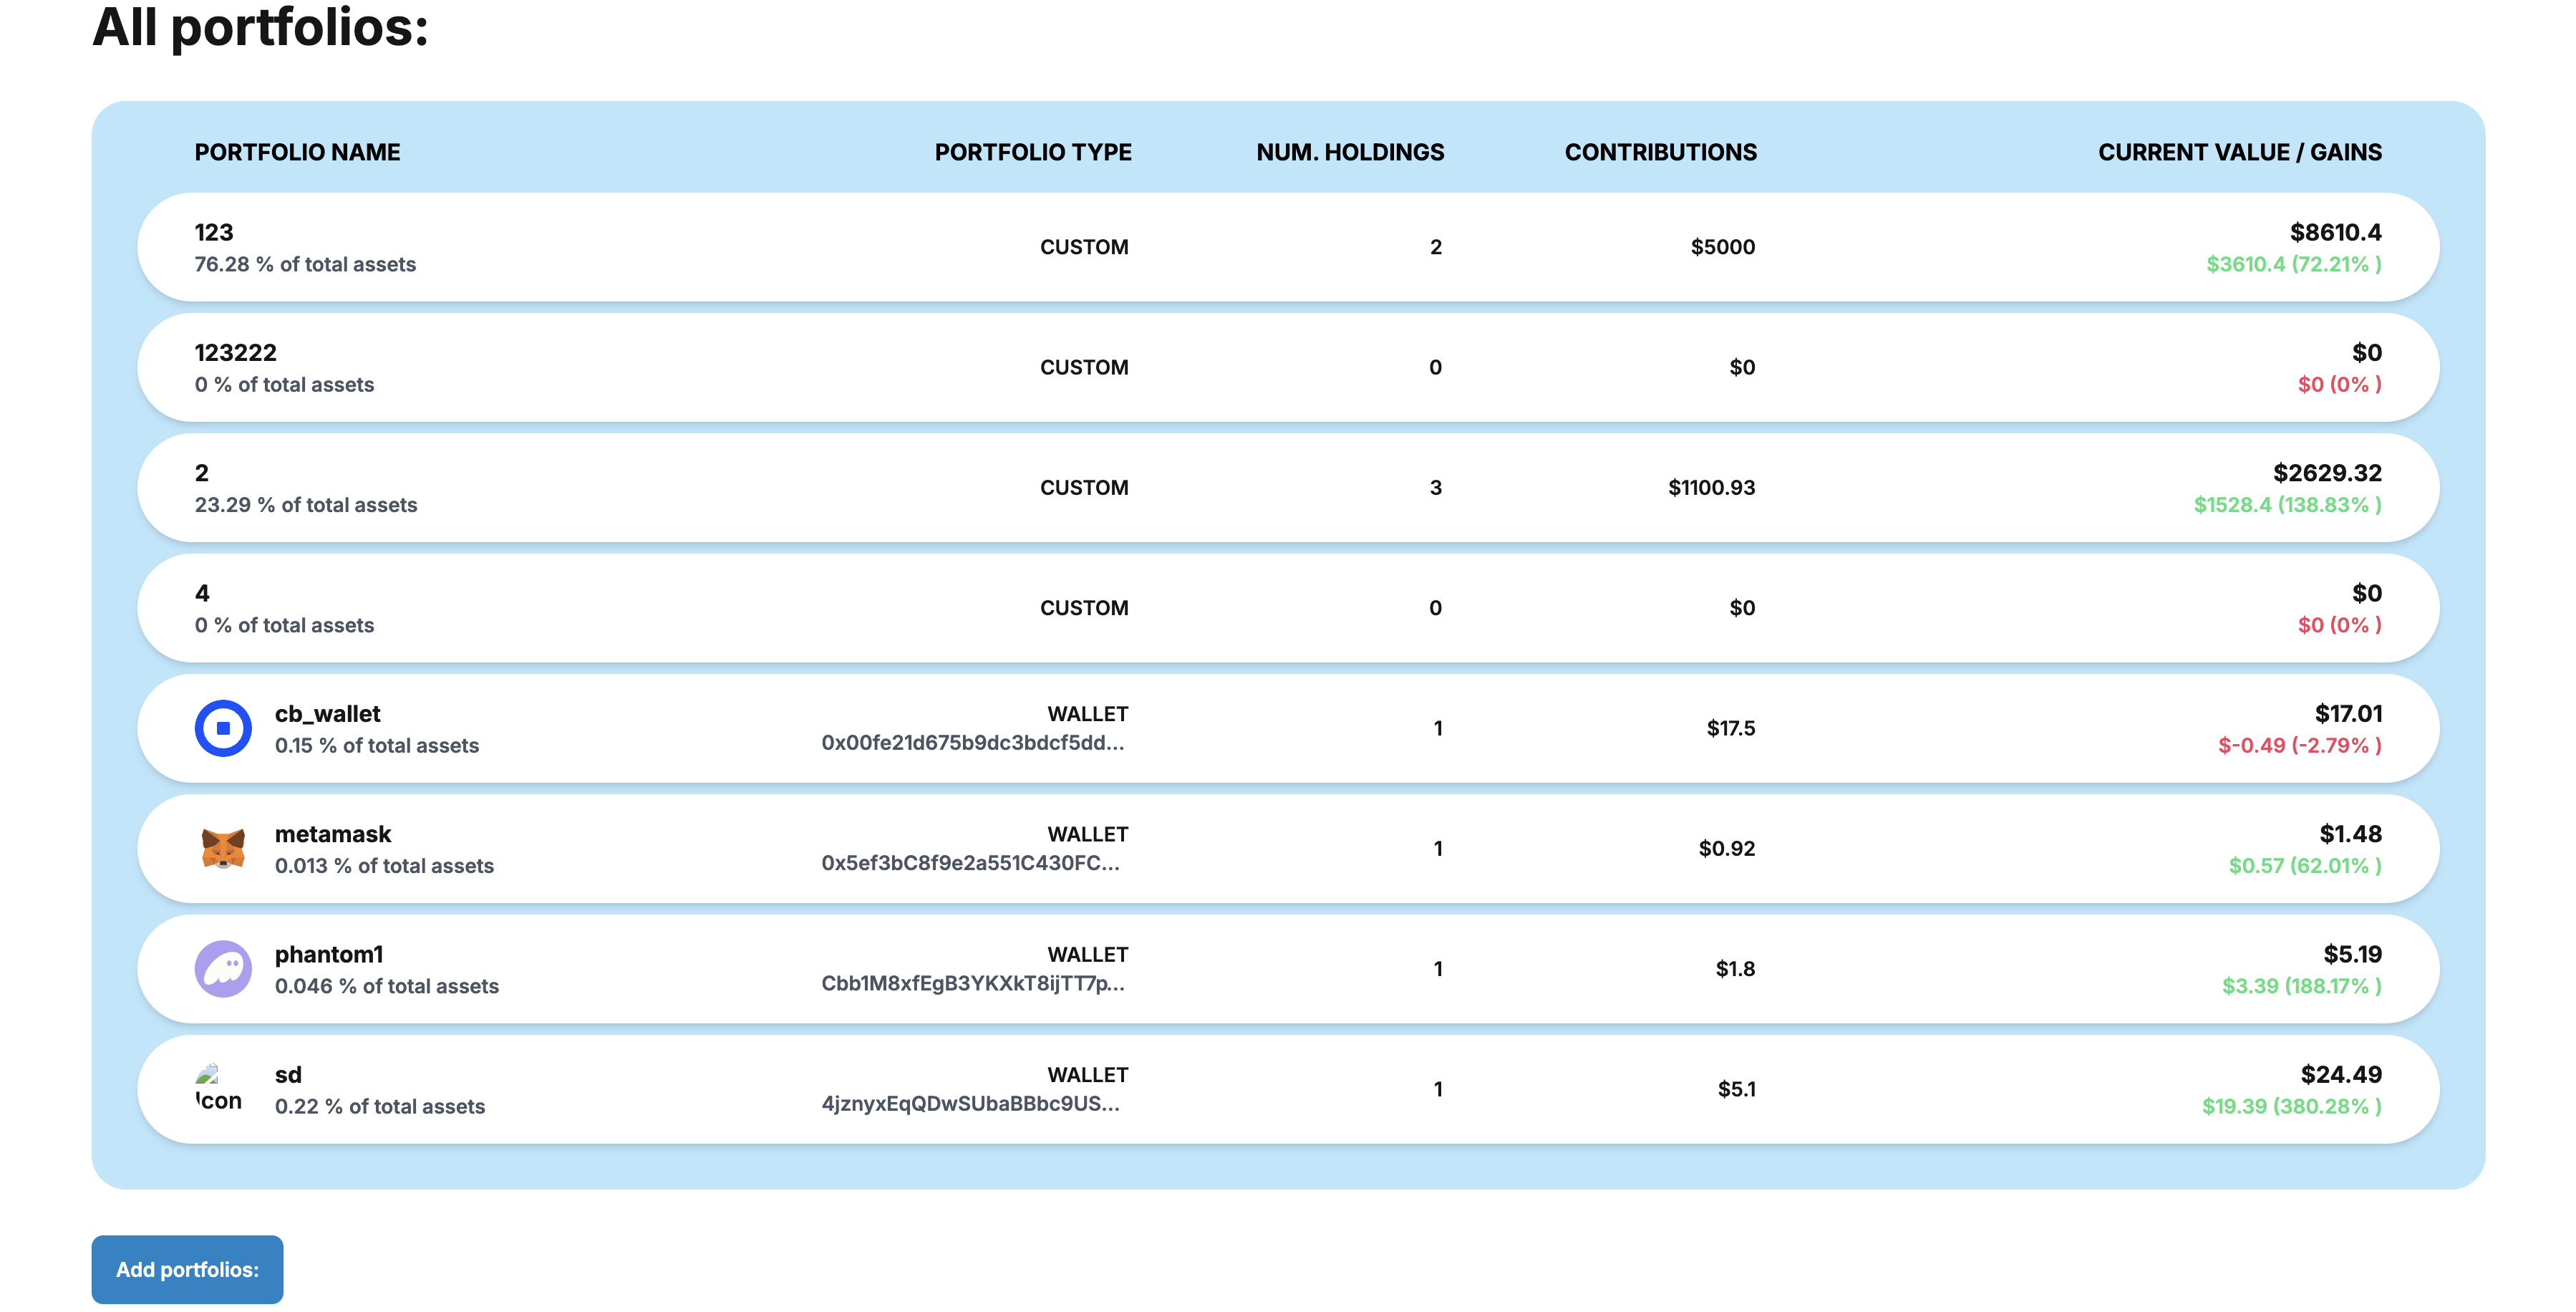 All portfolios:
PORTFOLIO NAME PORTFOLIO TYPE NUM. HOLDINGS CONTRIBUTIONS CURRENT VALUE / GAINS
123 CUSTOM 2 $5000 $8610.4
76.28 % of total assets $3610.4 (72.21% )
123222 CUSTOM 0 $0 $0
0 % of total assets $0 (0% )
2 CUSTOM 3 $1100.93 $2629.32
23.29 % of total assets $1528.4 (138.83% )
4 CUSTOM 0 $0 $0
0 % of total assets $0 (0% )
cb_wallet WALLET 1 $17.5 $17.01
0.15 % of total assets 0x00fe21d675b9dc3bdcf5dd... $-0.49 (-2.79% )
metamask WALLET 1 $0.92 $1.48
0.013 % of total assets 0x5ef3bC8f9e2a551C430FC... $0.57 (62.01% )
phantom1 WALLET 1 $1.8 $5.19
0.046 % of total assets Cbb1M8xfEgB3YKXkT8ijTT7p... $3.39 (188.17% )
sd WALLET 1 $5.1 $24.49
Icon 0.22 % of total assets 4jznyxEqQDwSUbaBBbc9US... $19.39 (380.28% )
Add portfolios: